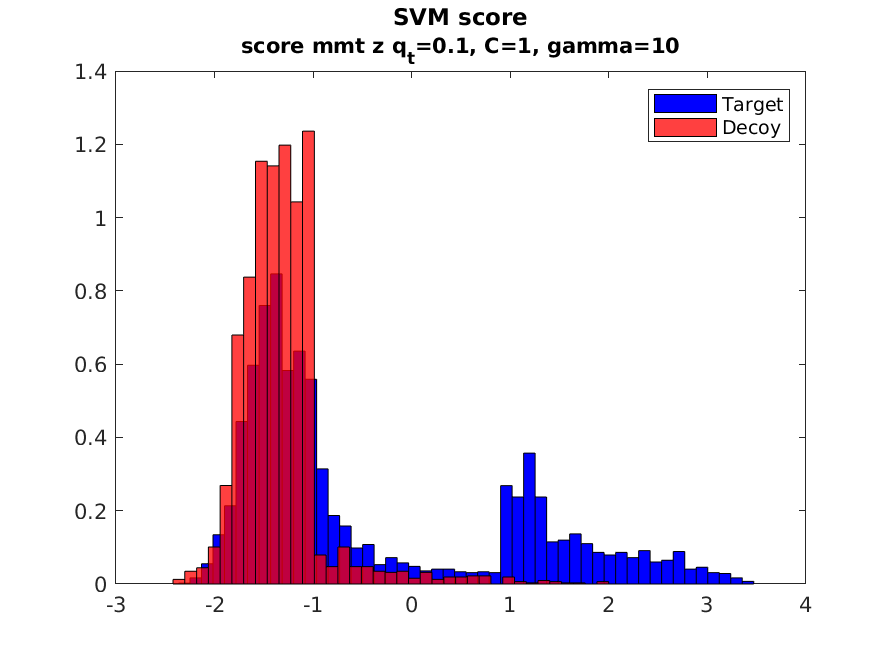 SVM score
score mmt z q_t=0.1, C=1, gamma=10
1.4
1.2
1
0.8
0.6
0.4
0.2
0
-3 -2 -1 0 1 2 3 4
Target
Decoy